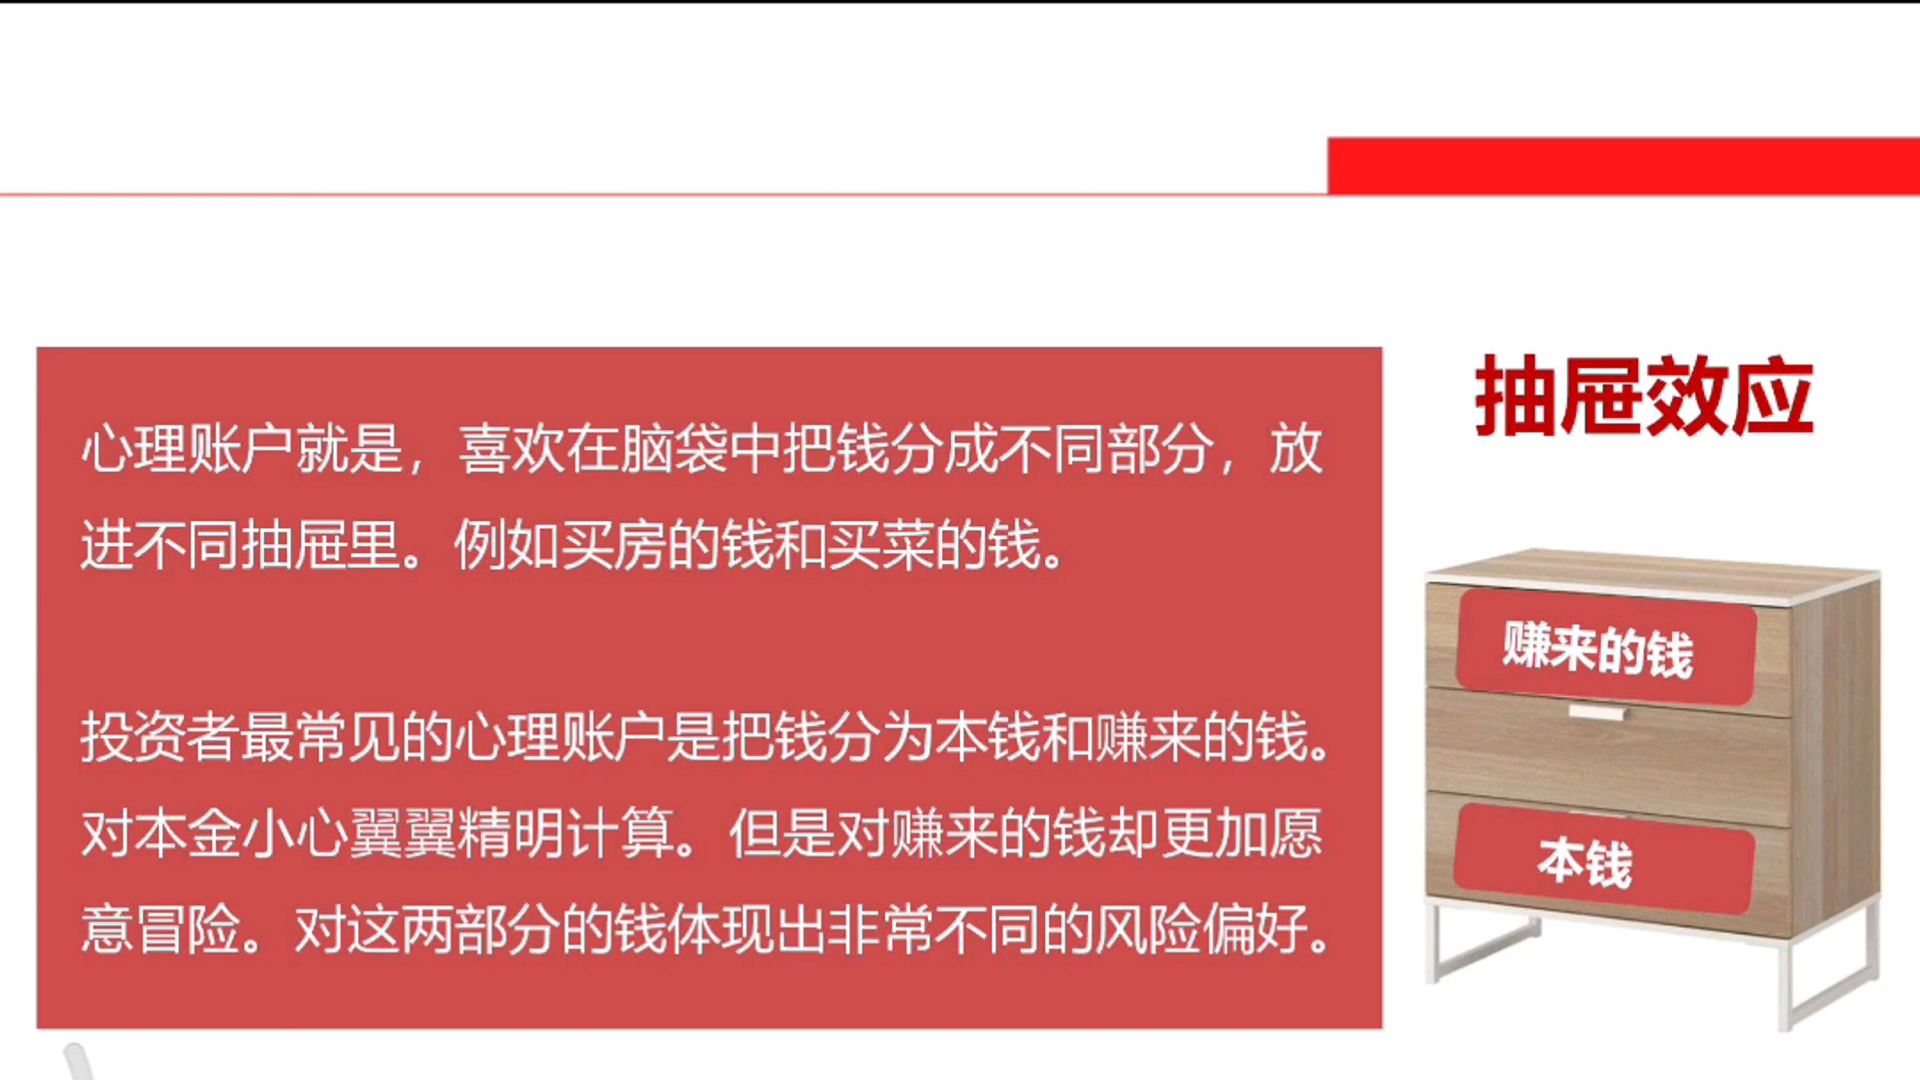 抽屉效应
心理账户就是，喜欢在脑袋中把钱分成不同部分，放
进不同抽屉里。例如买房的钱和买菜的钱。
投资者最常见的心理账户是把钱分为本钱和赚来的钱。
对本金小心翼翼精明计算。但是对赚来的钱却更加愿
意冒险。对这两部分的钱体现出非常不同的风险偏好。
赚来的钱
本钱